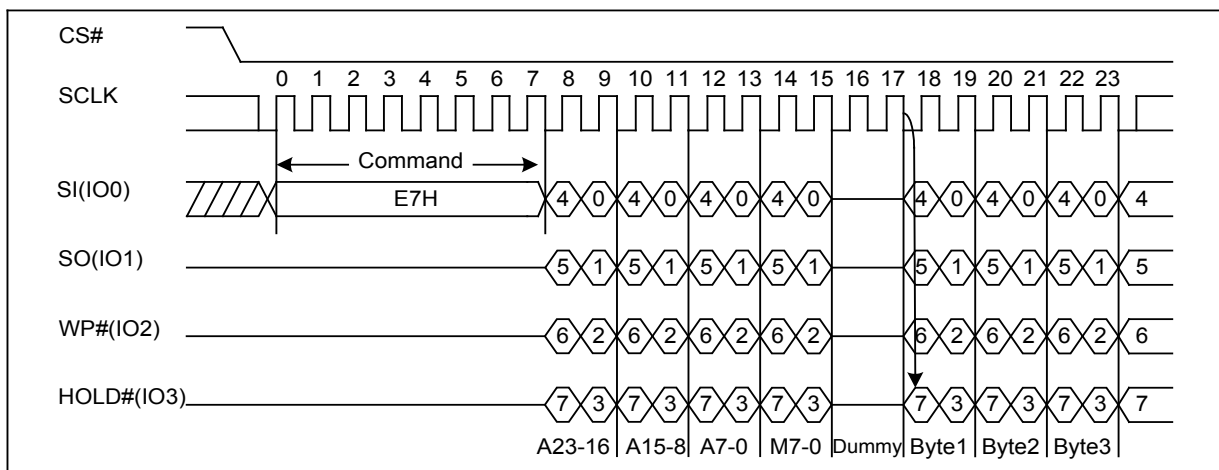 CS#
0 1 2 3 4 5 6 7 8 9 10 11 12 13 14 15 16 17 18 19 20 21 22 23
SCLK
Command
SI(IO0) E7H 4 0 4 0 4 0 4 0 4 0 4 0 4 0 4
SO(IO1) 5 1 5 1 5 1 5 1 5 1 5 1 5 1 5
WP#(IO2) 6 2 6 2 6 2 6 2 6 2 6 2 6 2 6
HOLD#(IO3) 7 3 7 3 7 3 7 3 7 3 7 3 7 3 7
A23-16 A15-8 A7-0 M7-0 Dummy Byte1 Byte2 Byte3